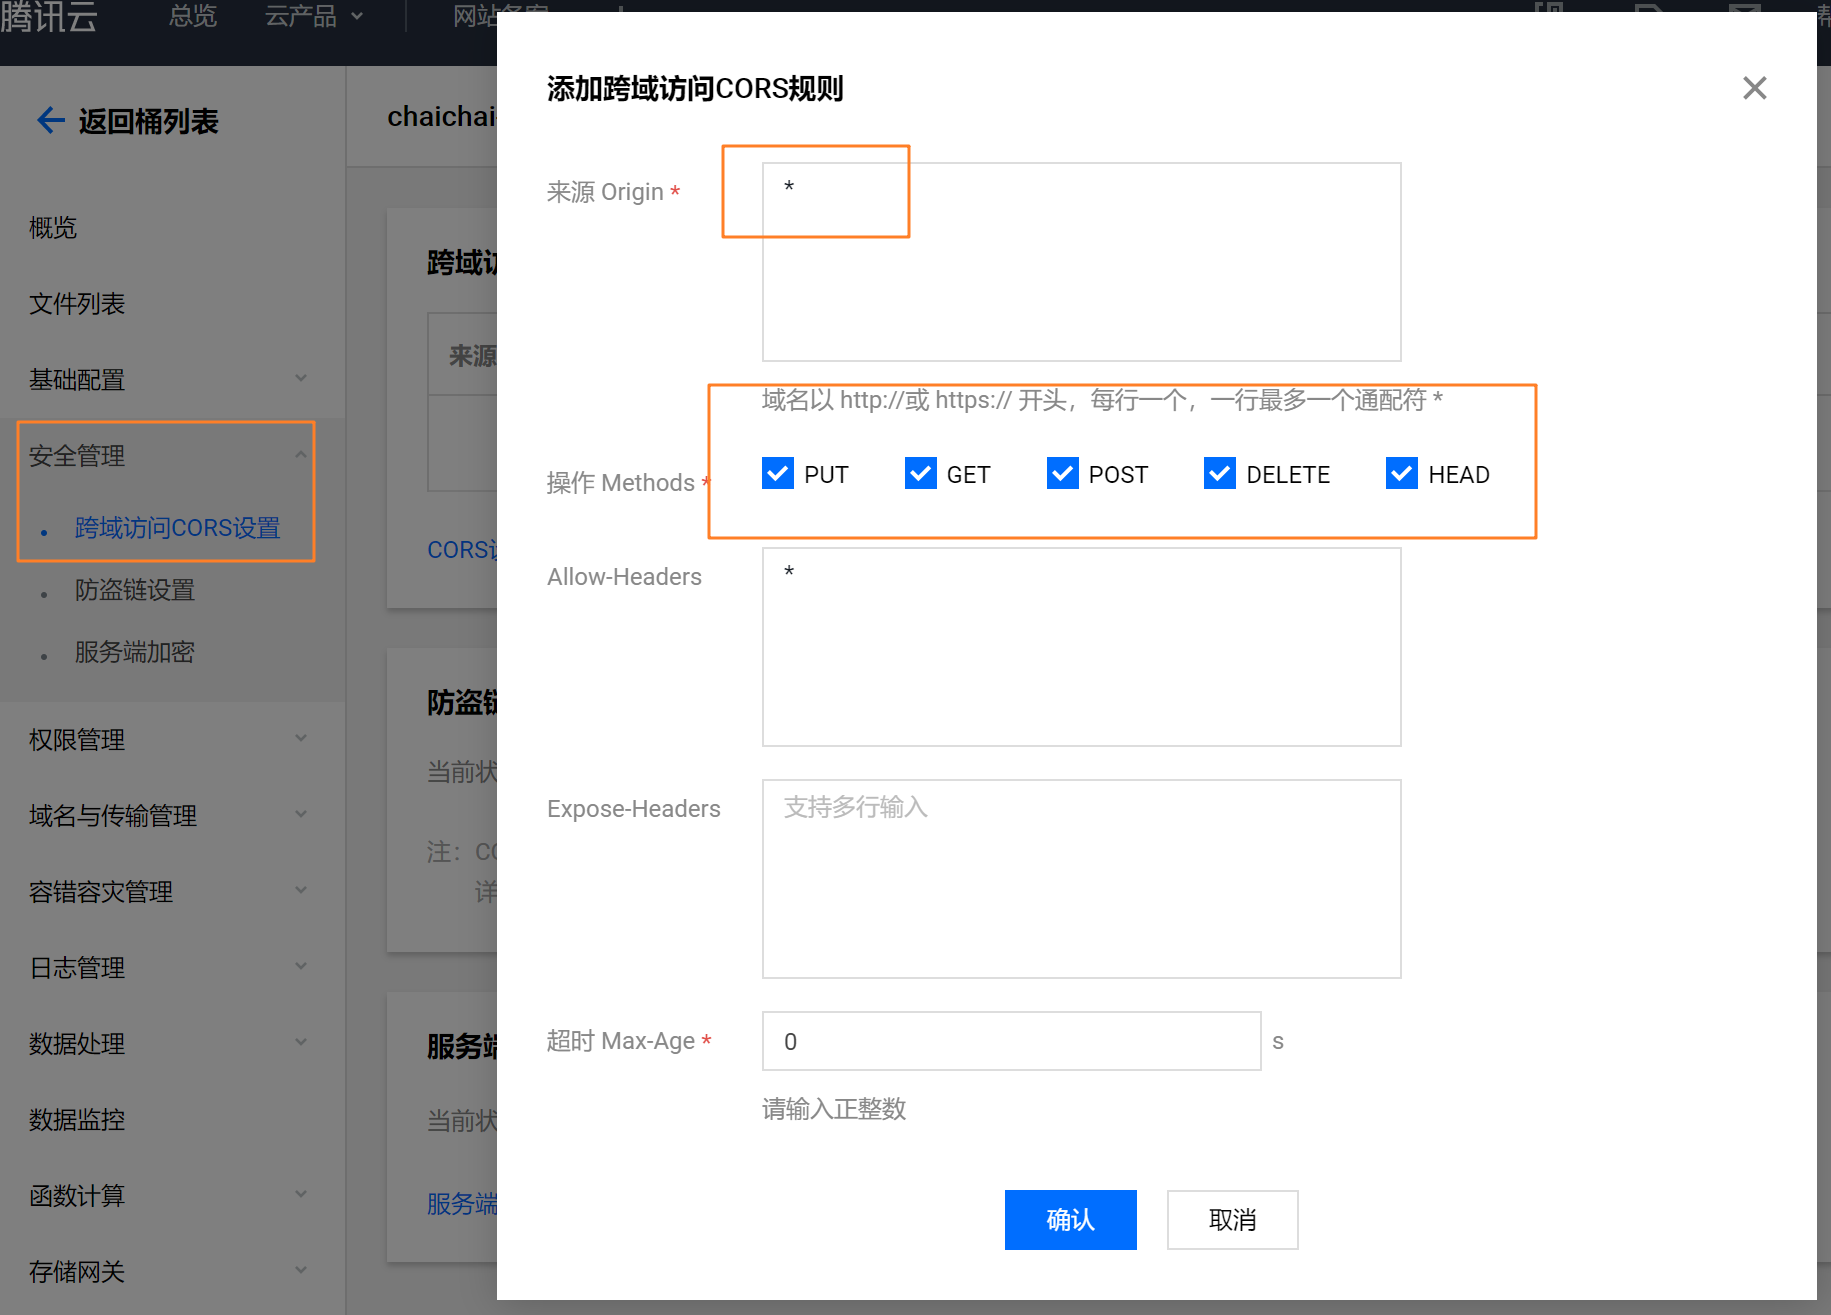 腾讯云
总览
云产品
网站备案
返回桶列表
概览
文件列表
基础配置
安全管理
跨域访问CORS设置
防盗链设置
服务端加密
权限管理
域名与传输管理
容错容灾管理
日志管理
数据处理
数据监控
函数计算
存储网关
chaichai
跨域访
来源
CORS设
防盗链
当前状
注：
详
服务端
当前状
服务端
添加跨域访问CORS规则
来源 Origin *
*
域名以 http://或 https:// 开头，每行一个，一行最多一个通配符 *
操作 Methods *
PUT GET POST DELETE HEAD
Allow-Headers
*
Expose-Headers
支持多行输入
超时 Max-Age *
0 s
请输入正整数
确认 取消